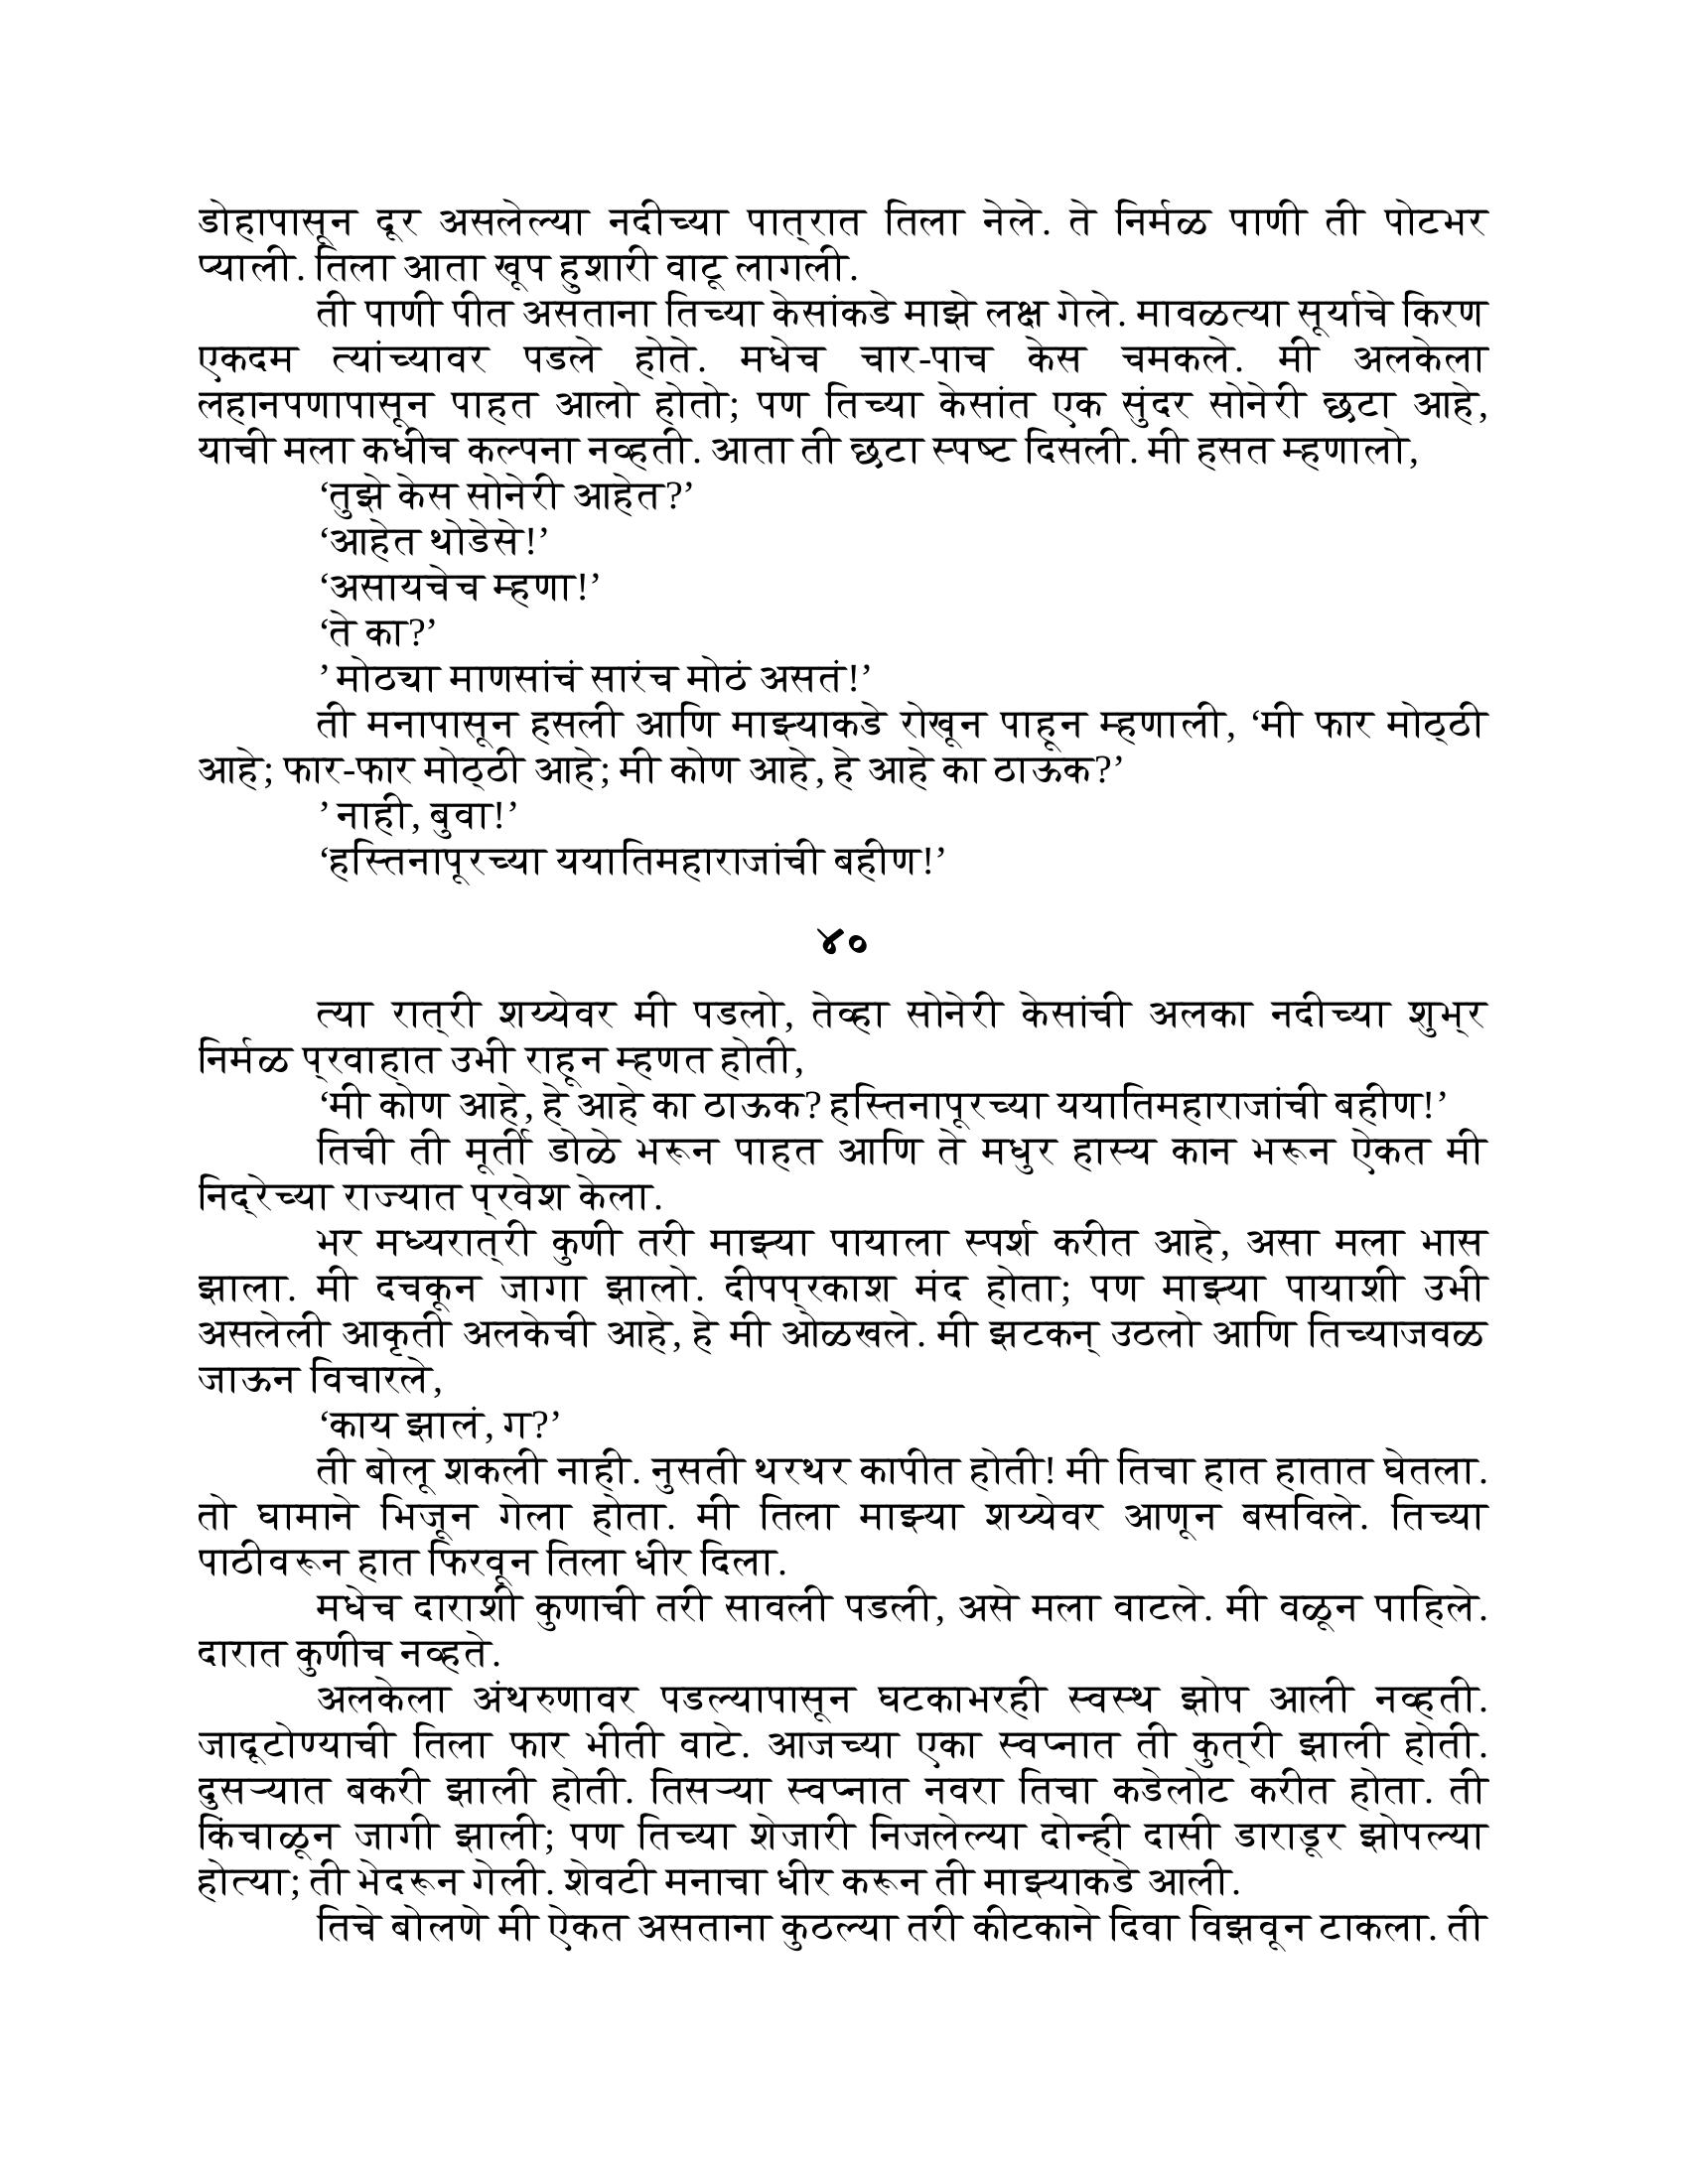 डोहापासून दूर असलेल्या नदीच्या पात्रात तिला नेले. ते निर्मळ पाणी ती पोटभर
प्याली. तिला आता खूप हुशारी वाटू लागली.
ती पाणी पीत असताना तिच्या केसांकडे माझे लक्ष गेले. मावळत्या सूर्याचे किरण
एकदम त्यांच्यावर पडले होते. मधेच चार-पाच केस चमकले. मी अलकेला
लहानपणापासून पाहत आलो होतो; पण तिच्या केसांत एक सुंदर सोनेरी छटा आहे,
याची मला कधीच कल्पना नव्हती. आता ती छटा स्पष्ट दिसली. मी हसत म्हणालो,
‘तुझे केस सोनेरी आहेत?’
‘आहेत थोडेसे!’
‘असायचेच म्हणा!’
‘ते का?’
’ मोठ्या माणसांचं सारंच मोठं असतं!’
ती मनापासून हसली आणि माझ्याकडे रोखून पाहून म्हणाली, ‘मी फार मोठ्ठी
आहे; फार-फार मोठ्ठी आहे; मी कोण आहे, हे आहे का ठाऊक?’
’ नाही, बुवा!’
‘हस्तिनापूरच्या ययातिमहाराजांची बहीण!’
४०
त्या रात्री शय्येवर मी पडलो, तेव्हा सोनेरी केसांची अलका नदीच्या शुभ्र
निर्मळ प्रवाहात उभी राहून म्हणत होती,
‘मी कोण आहे, हे आहे का ठाऊक? हस्तिनापूरच्या ययातिमहाराजांची बहीण!’
तिची ती मूर्ती डोळे भरून पाहत आणि ते मधुर हास्य कान भरून ऐकत मी
निद्रेच्या राज्यात प्रवेश केला.
भर मध्यरात्री कुणी तरी माझ्या पायाला स्पर्श करीत आहे, असा मला भास
झाला. मी दचकून जागा झालो. दीपप्रकाश मंद होता; पण माझ्या पायाशी उभी
असलेली आकृती अलकेची आहे, हे मी ओळखले. मी झटकन् उठलो आणि तिच्याजवळ
जाऊन विचारले,
‘काय झालं, ग?’
ती बोलू शकली नाही. नुसती थरथर कापीत होती! मी तिचा हात हातात घेतला.
तो घामाने भिजून गेला होता. मी तिला माझ्या शय्येवर आणून बसविले. तिच्या
पाठीवरून हात फिरवून तिला धीर दिला.
मधेच दाराशी कुणाची तरी सावली पडली, असे मला वाटले. मी वळून पाहिले.
दारात कुणीच नव्हते.
अलकेला अंथरुणावर पडल्यापासून घटकाभरही स्वस्थ झोप आली नव्हती.
जादूटोण्याची तिला फार भीती वाटे. आजच्या एका स्वप्नात ती कुत्री झाली होती.
दुसऱ्यात बकरी झाली होती. तिसऱ्या स्वप्नात नवरा तिचा कडेलोट करीत होता. ती
किंचाळून जागी झाली; पण तिच्या शेजारी निजलेल्या दोन्ही दासी डाराडूर झोपल्या
होत्या; ती भेदरून गेली. शेवटी मनाचा धीर करून ती माझ्याकडे आली.
तिचे बोलणे मी ऐकत असताना कुठल्या तरी कीटकाने दिवा विझवून टाकला. ती